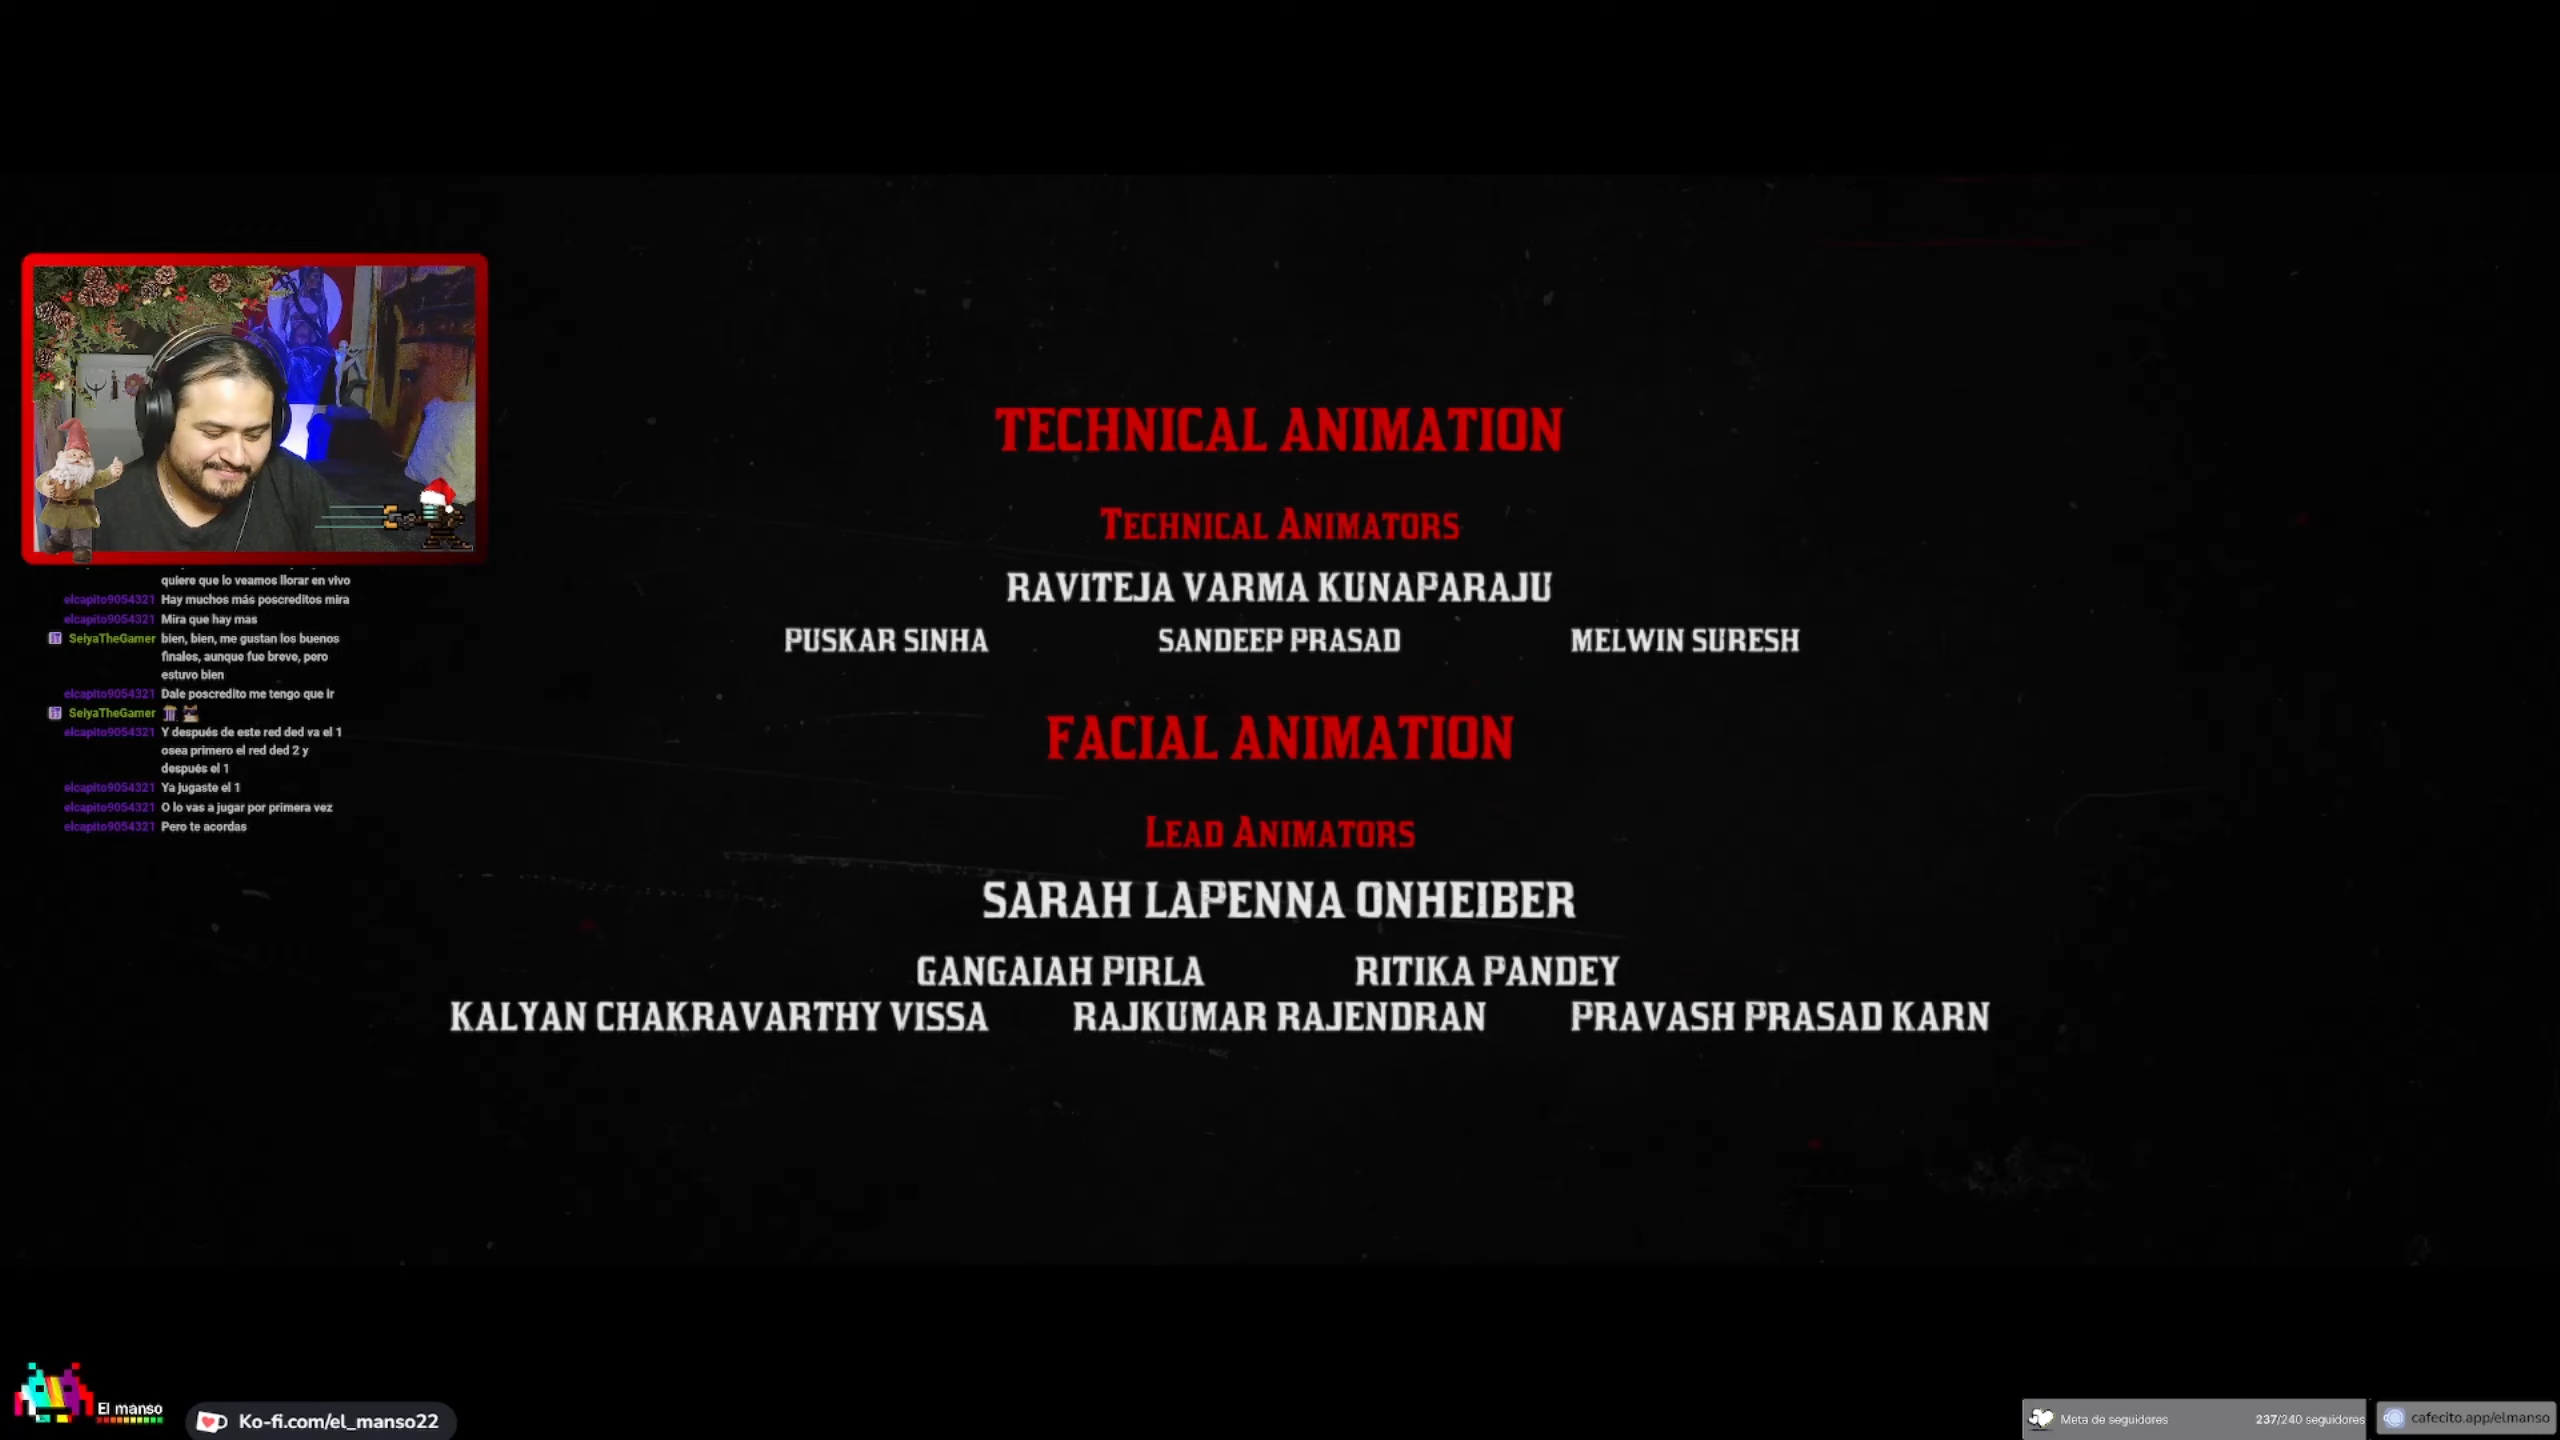 TECHNICAL ANIMATION
TECHNICAL ANIMATORS
RAVITEJA VARMA KUNAPARAJU
PUSKAR SINHA SANDEEP PRASAD MELWIN SURESH
FACIAL ANIMATION
LEAD ANIMATORS
SARAH LAPENNA ONHEIBER
GANGAIAH PIRLA RITIKA PANDEY
KALYAN CHAKRAVARTHY VISSA RAJKUMAR RAJENDRAN PRAVASH PRASAD KARN
quiere que lo veamos llorar en vivo
elcapito9054321 Hay muchos más poscreditos mira
elcapito9054321 Mira que hay mas
SeiyaTheGamer bien, bien, me gustan los buenos
finales, aunque fue breve, pero
estuvo bien
elcapito9054321 Dale poscredito me tengo que ir
SeiyaTheGamer
elcapito9054321 Y después de este red ded va el 1
osea primero el red ded 2 y
después el 1
elcapito9054321 Ya jugaste el 1
elcapito9054321 O lo vas a jugar por primera vez
elcapito9054321 Pero te acordas
El manso
Ko-fi.com/el_manso22
Meta de seguidores 237/240 seguidores
cafecito.app/elmanso